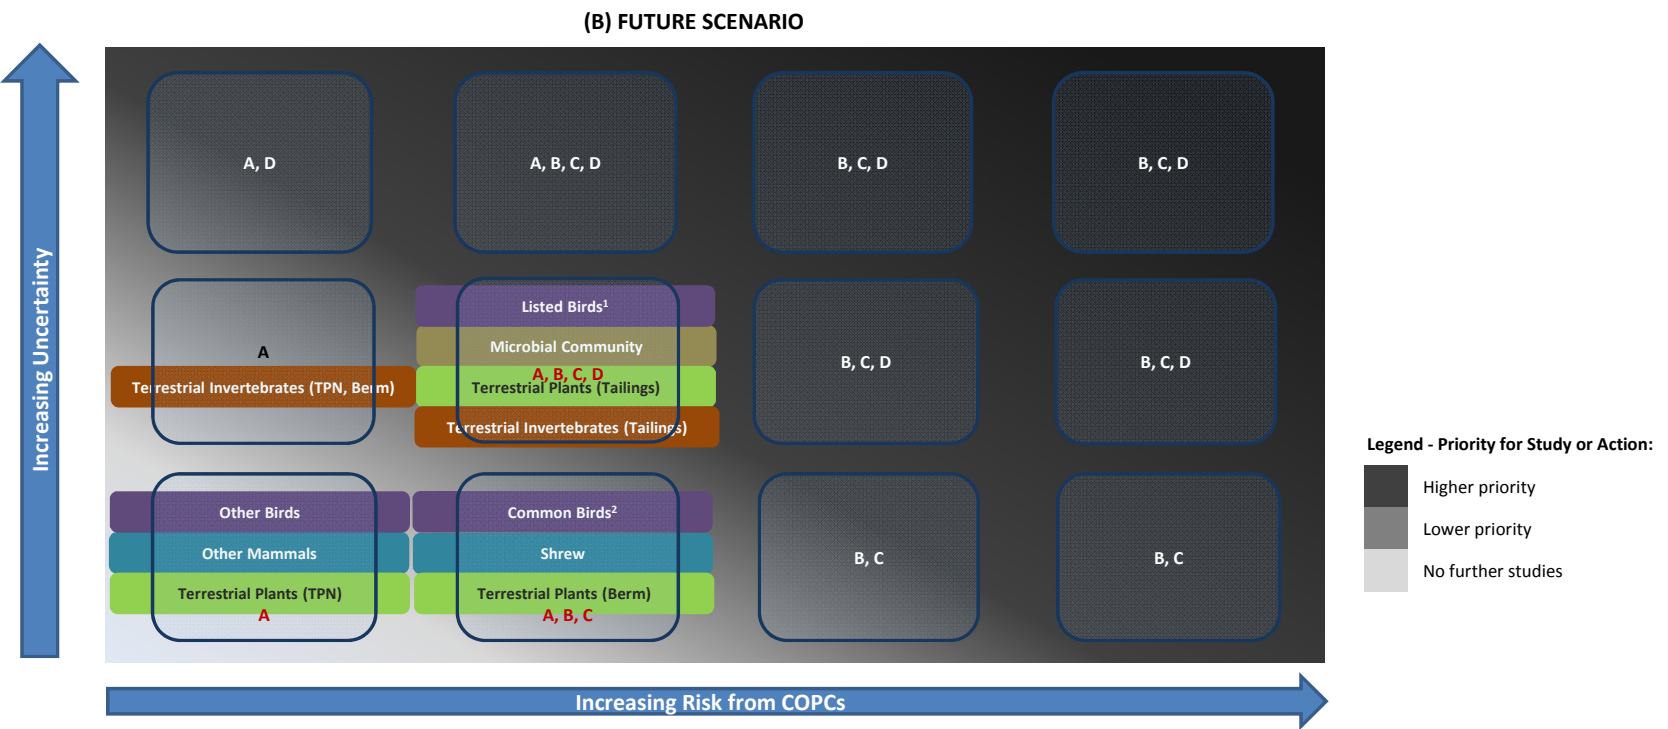 (B) FUTURE SCENARIO
Increasing Uncertainty
A, D
A, B, C, D
B, C, D
B, C, D
A
Terrestrial Invertebrates (TPN, Berm)
Listed Birds¹
Microbial Community
A, B, C, D
Terrestrial Plants (Tailings)
Terrestrial Invertebrates (Tailings)
B, C, D
B, C, D
Other Birds
Other Mammals
Terrestrial Plants (TPN)
A
Common Birds²
Shrew
Terrestrial Plants (Berm)
A, B, C
B, C
B, C
Increasing Risk from COPCs
Legend - Priority for Study or Action:
Higher priority
Lower priority
No further studies